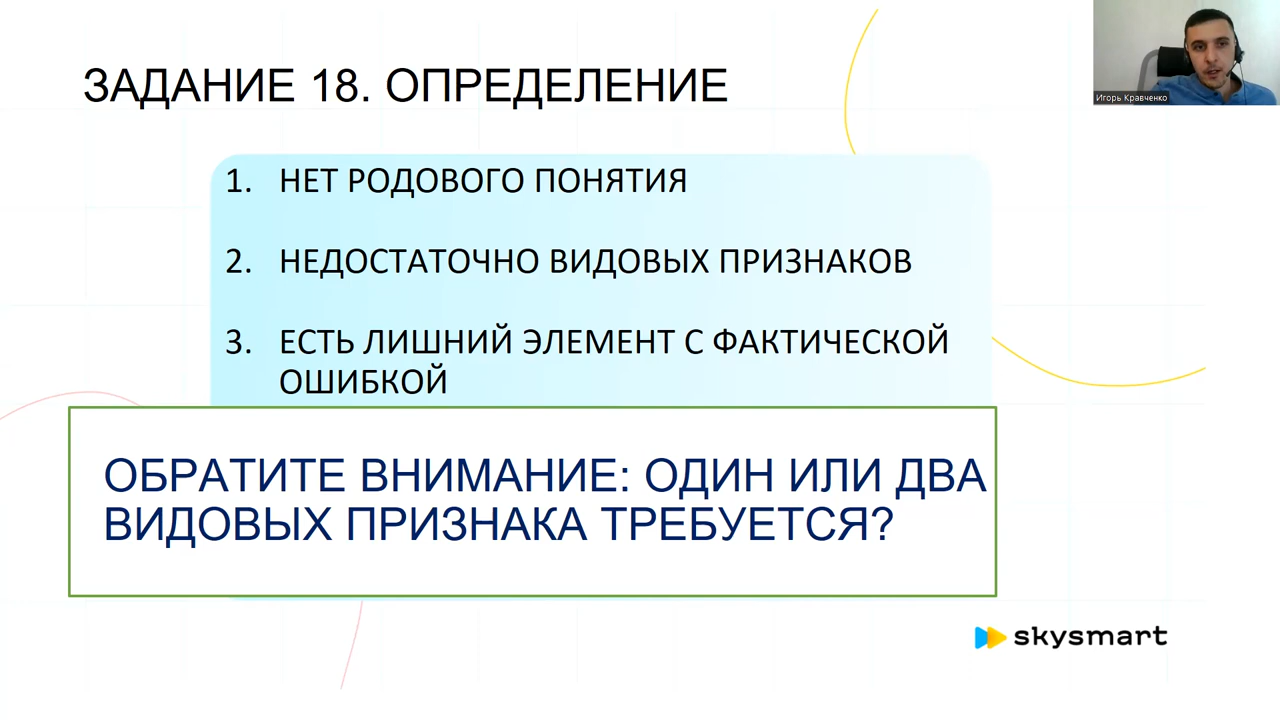 ЗАДАНИЕ 18. ОПРЕДЕЛЕНИЕ
Игорь Кравченко
1. НЕТ РОДОВОГО ПОНЯТИЯ
2. НЕДОСТАТОЧНО ВИДОВЫХ ПРИЗНАКОВ
3. ЕСТЬ ЛИШНИЙ ЭЛЕМЕНТ С ФАКТИЧЕСКОЙ
ОШИБКОЙ
ОБРАТИТЕ ВНИМАНИЕ: ОДИН ИЛИ ДВА
ВИДОВЫХ ПРИЗНАКА ТРЕБУЕТСЯ?
skysmart